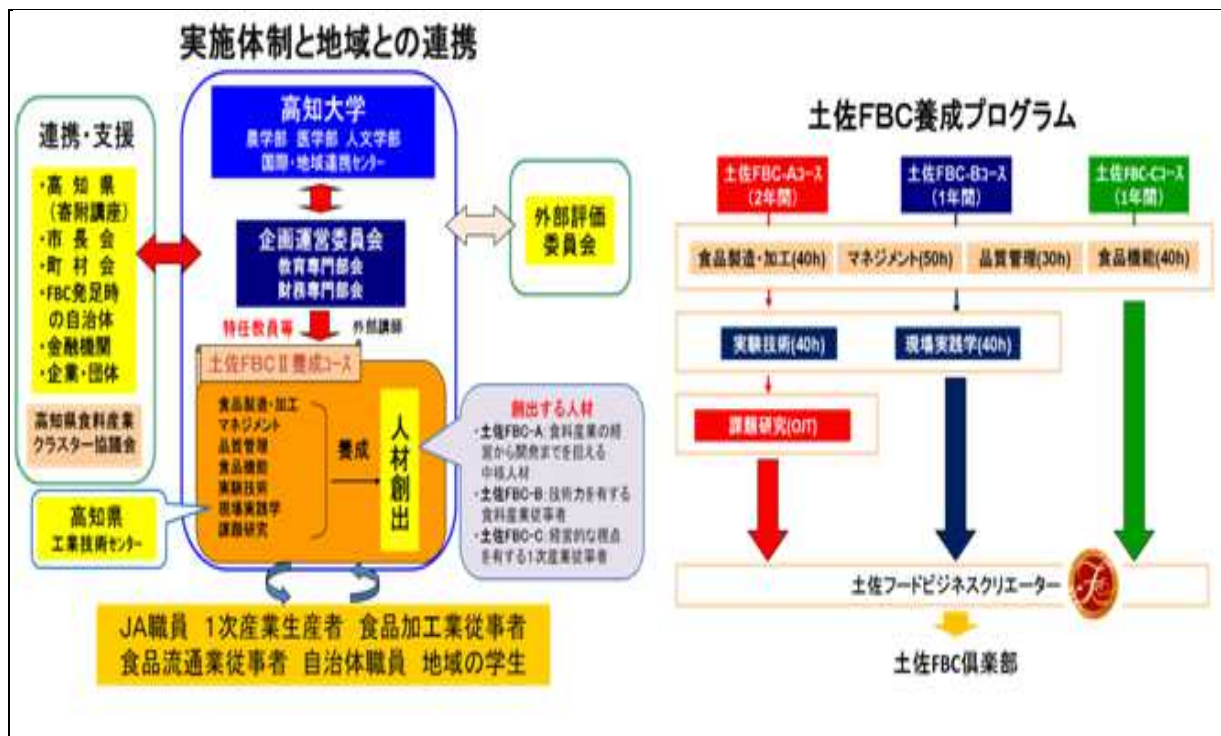 実施体制と地域との連携
連携・支援
・高知県
(寄附講座)
・市長会
・町村会
・FBC発足時
の自治体
・金融機関
・企業・団体
高知県食料産業
クラスター協議会
高知県
工業技術センター
高知大学
農学部 医学部 人文学部
国際・地域連携センター
企画運営委員会
教育専門部会
財務専門部会
特任教員等
外部講師
土佐FBCⅡ養成コース
食品製造・加工
マネジメント
品質管理
食品機能
実験技術
現場実践学
課題研究
養成
人材創出
外部評価
委員会
創出する人材
・土佐FBC-A:食料産業の経
営から開発までを担える
中核人材
・土佐FBC-B:技術力を有する
食料産業従事者
・土佐FBC-C:経営的な視点
を有する1次産業従事者
JA職員 1次産業生産者 食品加工業従事者
食品流通業従事者 自治体職員 地域の学生
土佐FBC養成プログラム
土佐FBC-Aコース
(2年間)
土佐FBC-Bコース
(1年間)
土佐FBC-Cコース
(1年間)
食品製造・加工(40h)
マネジメント(50h)
品質管理(30h)
食品機能(40h)
実験技術(40h)
現場実践学(40h)
課題研究(OJT)
土佐フードビジネスクリエーター
土佐FBC倶楽部